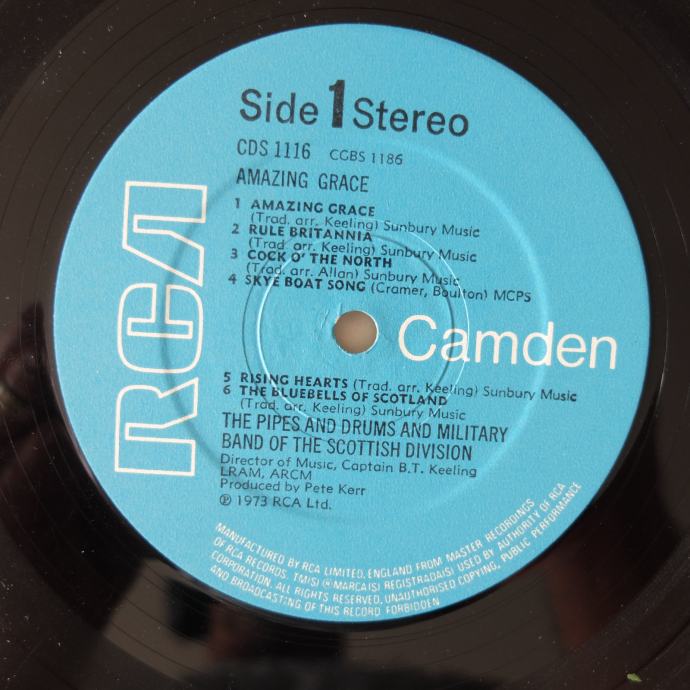 Side 1 Stereo
CDS 1116 CGBS 1186
AMAZING GRACE
1 AMAZING GRACE
(Trad. arr. Keeling) Sunbury Music
2 RULE BRITANNIA
(Trad. arr. Keeling) Sunbury Music
3 COCK O' THE NORTH
(Trad. arr. Allan) Sunbury Music
4 SKYE BOAT SONG (Cramer, Boulton) MCPS
RCA
Camden
5 RISING HEARTS (Trad. arr. Keeling) Sunbury Music
6 THE BLUEBELLS OF SCOTLAND
(Trad. arr. Keeling) Sunbury Music
THE PIPES AND DRUMS AND MILITARY
BAND OF THE SCOTTISH DIVISION
Director of Music, Captain B.T. Keeling
LRAM, ARCM
Produced by Pete Kerr
℗ 1973 RCA Ltd.
MANUFACTURED BY RCA LIMITED, ENGLAND FROM MASTER RECORDINGS
OF RCA RECORDS. TM(S) ® MARCA(S) REGISTRADA(S) USED BY AUTHORITY OF RCA
CORPORATION. ALL RIGHTS RESERVED. UNAUTHORISED COPYING, PUBLIC PERFORMANCE
AND BROADCASTING OF THIS RECORD FORBIDDEN